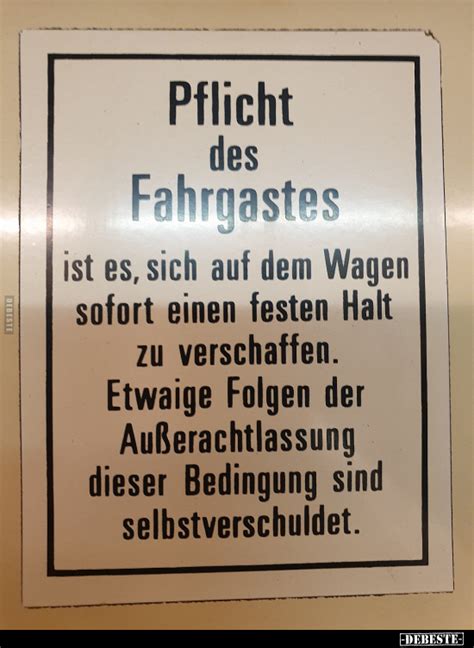 Pflicht
des
Fahrgastes
ist es, sich auf dem Wagen
sofort einen festen Halt
zu verschaffen.
Etwaige Folgen der
Außerachtlassung
dieser Bedingung sind
selbstverschuldet.
DEBESTE
-DEBESTE-